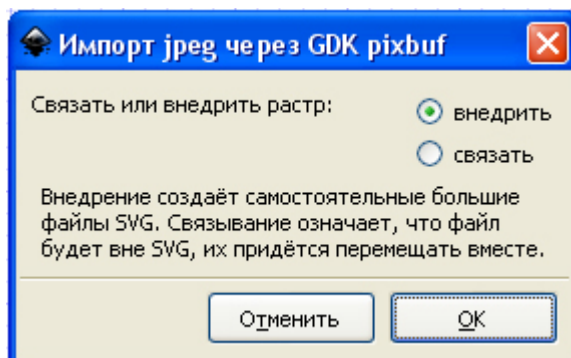 Импорт jpeg через GDK pixbuf
Связать или внедрить растр:
внедрить
связать
Внедрение создаёт самостоятельные большие
файлы SVG. Связывание означает, что файл
будет вне SVG, их придётся перемещать вместе.
Отменить
OK